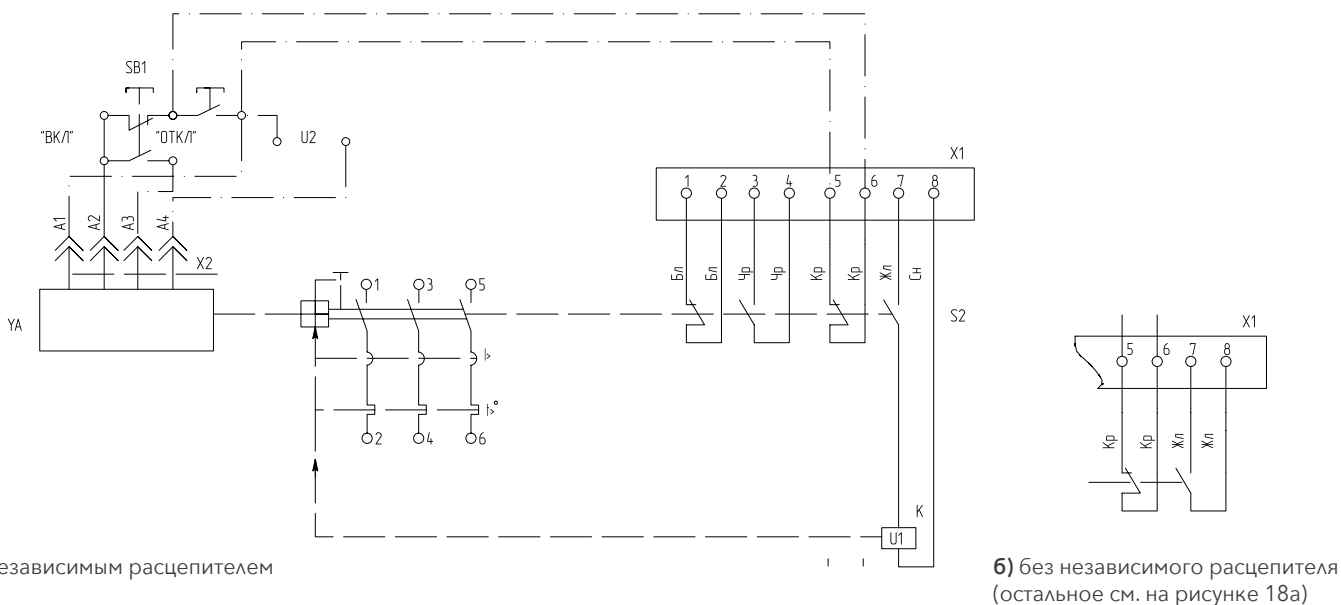 SB1
"ВКЛ" "ОТКЛ" U2
A1 A2 A3 A4
X2
YA
1 3 5
I>
I>°
2 4 6
X1
1 2 3 4 5 6 7 8
Бл Бл Чр Чр Кр Кр Жл Сн
S2
K
U1
X1
5 6 7 8
Кр Кр Жл Жл
езависимым расцепителем
б) без независимого расцепителя
(остальное см. на рисунке 18а)